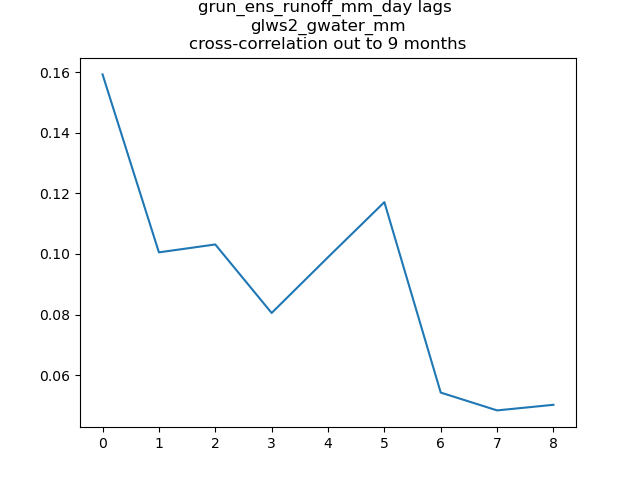 grun_ens_runoff_mm_day lags
glws2_gwater_mm
cross-correlation out to 9 months
0.16
0.14
0.12
0.10
0.08
0.06
0 1 2 3 4 5 6 7 8